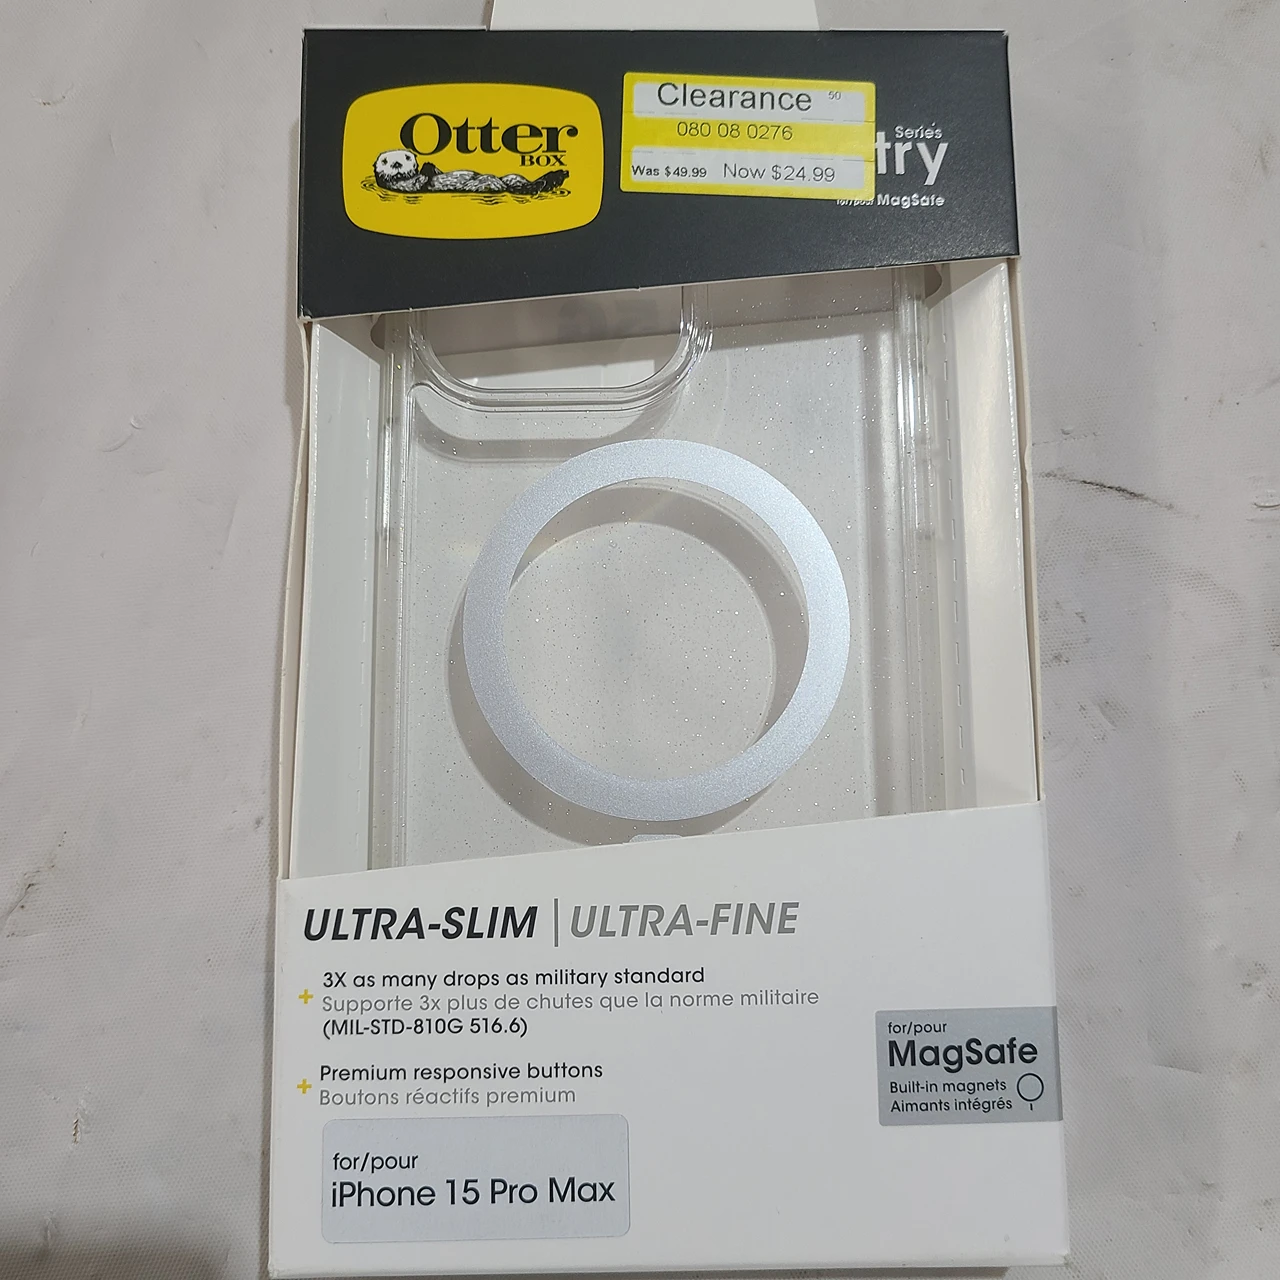 Otter
BOX
Clearance 50
080 08 0276
Was $49.99 Now $24.99
Series
try
for/pour MagSafe
ULTRA-SLIM | ULTRA-FINE
+ 3X as many drops as military standard
Supporte 3x plus de chutes que la norme militaire
(MIL-STD-810G 516.6)
+ Premium responsive buttons
Boutons réactifs premium
for/pour
MagSafe
Built-in magnets
Aimants intégrés
for/pour
iPhone 15 Pro Max